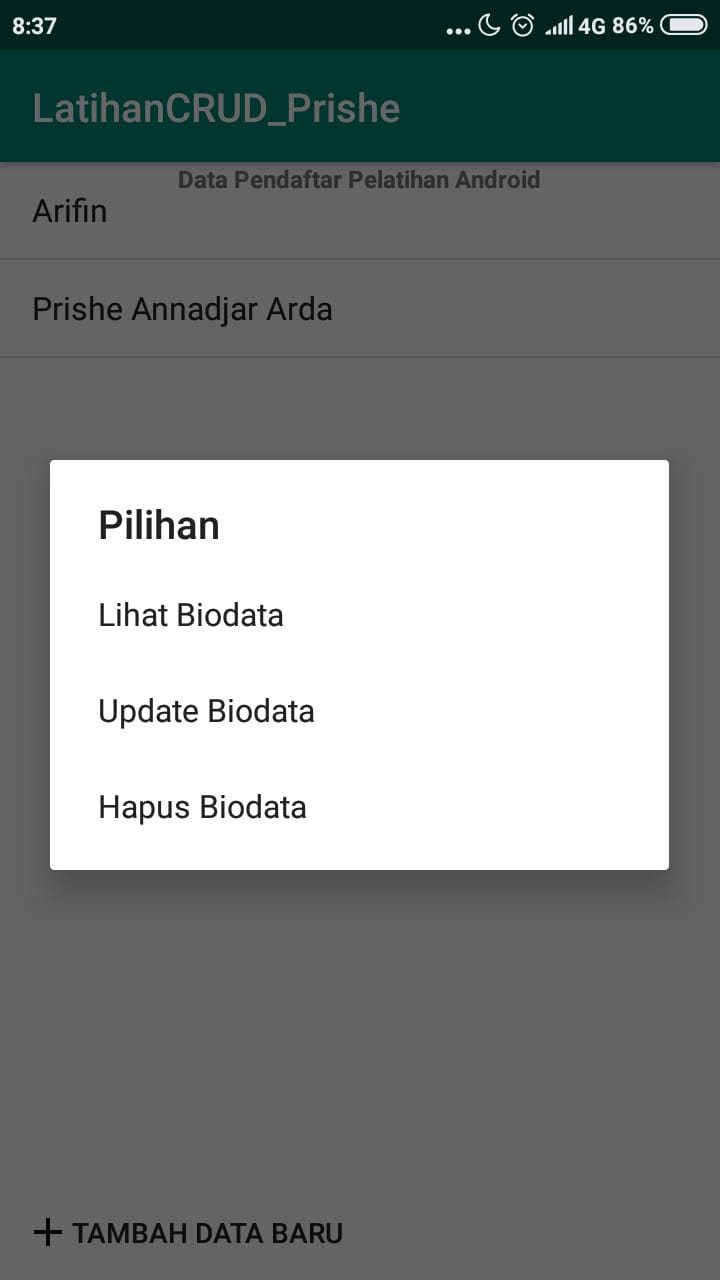 8:37
... 4G 86%
LatihanCRUD_Prishe
Data Pendaftar Pelatihan Android
Arifin
Prishe Annadjar Arda
Pilihan
Lihat Biodata
Update Biodata
Hapus Biodata
+ TAMBAH DATA BARU